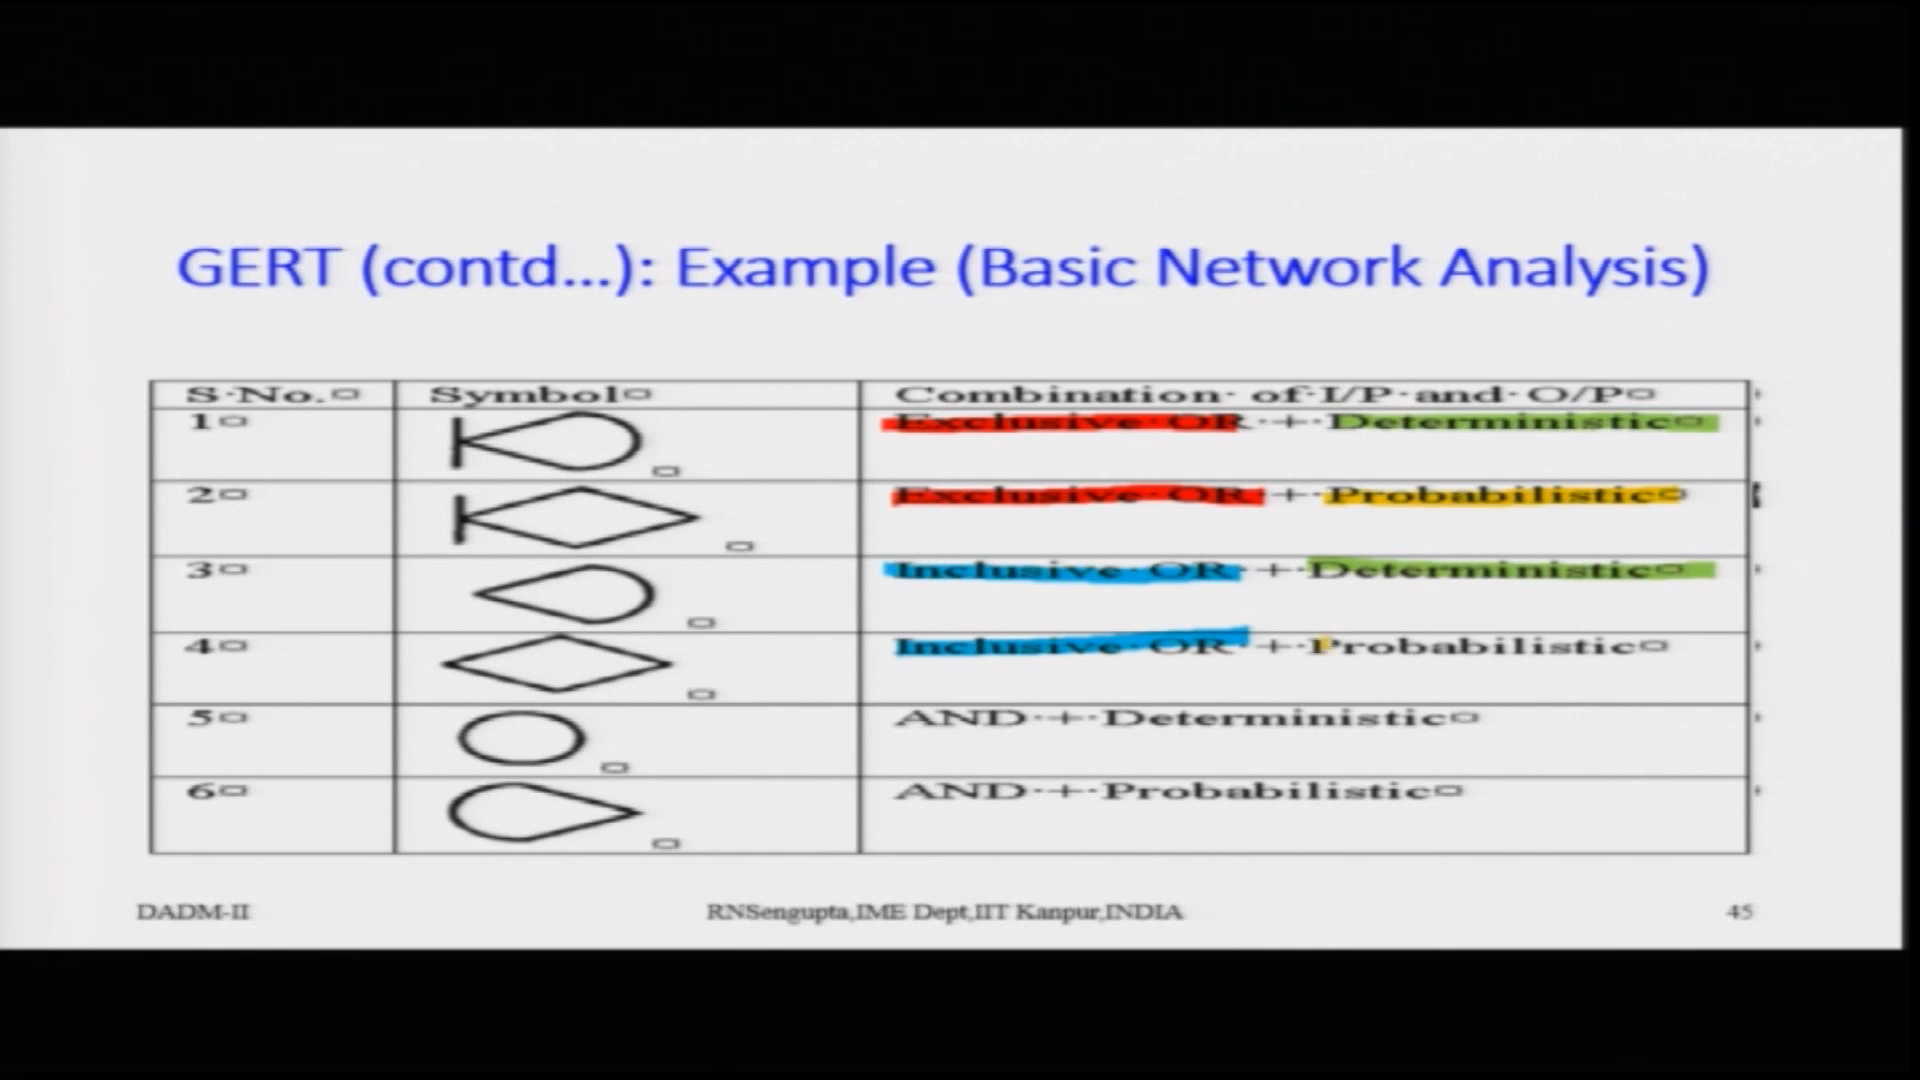 GERT (contd...): Example (Basic Network Analysis)
S No. Symbol Combination of I/P and O/P
1 Exclusive OR + Deterministic
2 Exclusive OR + Probabilistic
3 Inclusive OR + Deterministic
4 Inclusive OR + Probabilistic
5 AND + Deterministic
6 AND + Probabilistic
DADM-II RNSengupta,IME Dept,IIT Kanpur,INDIA 45